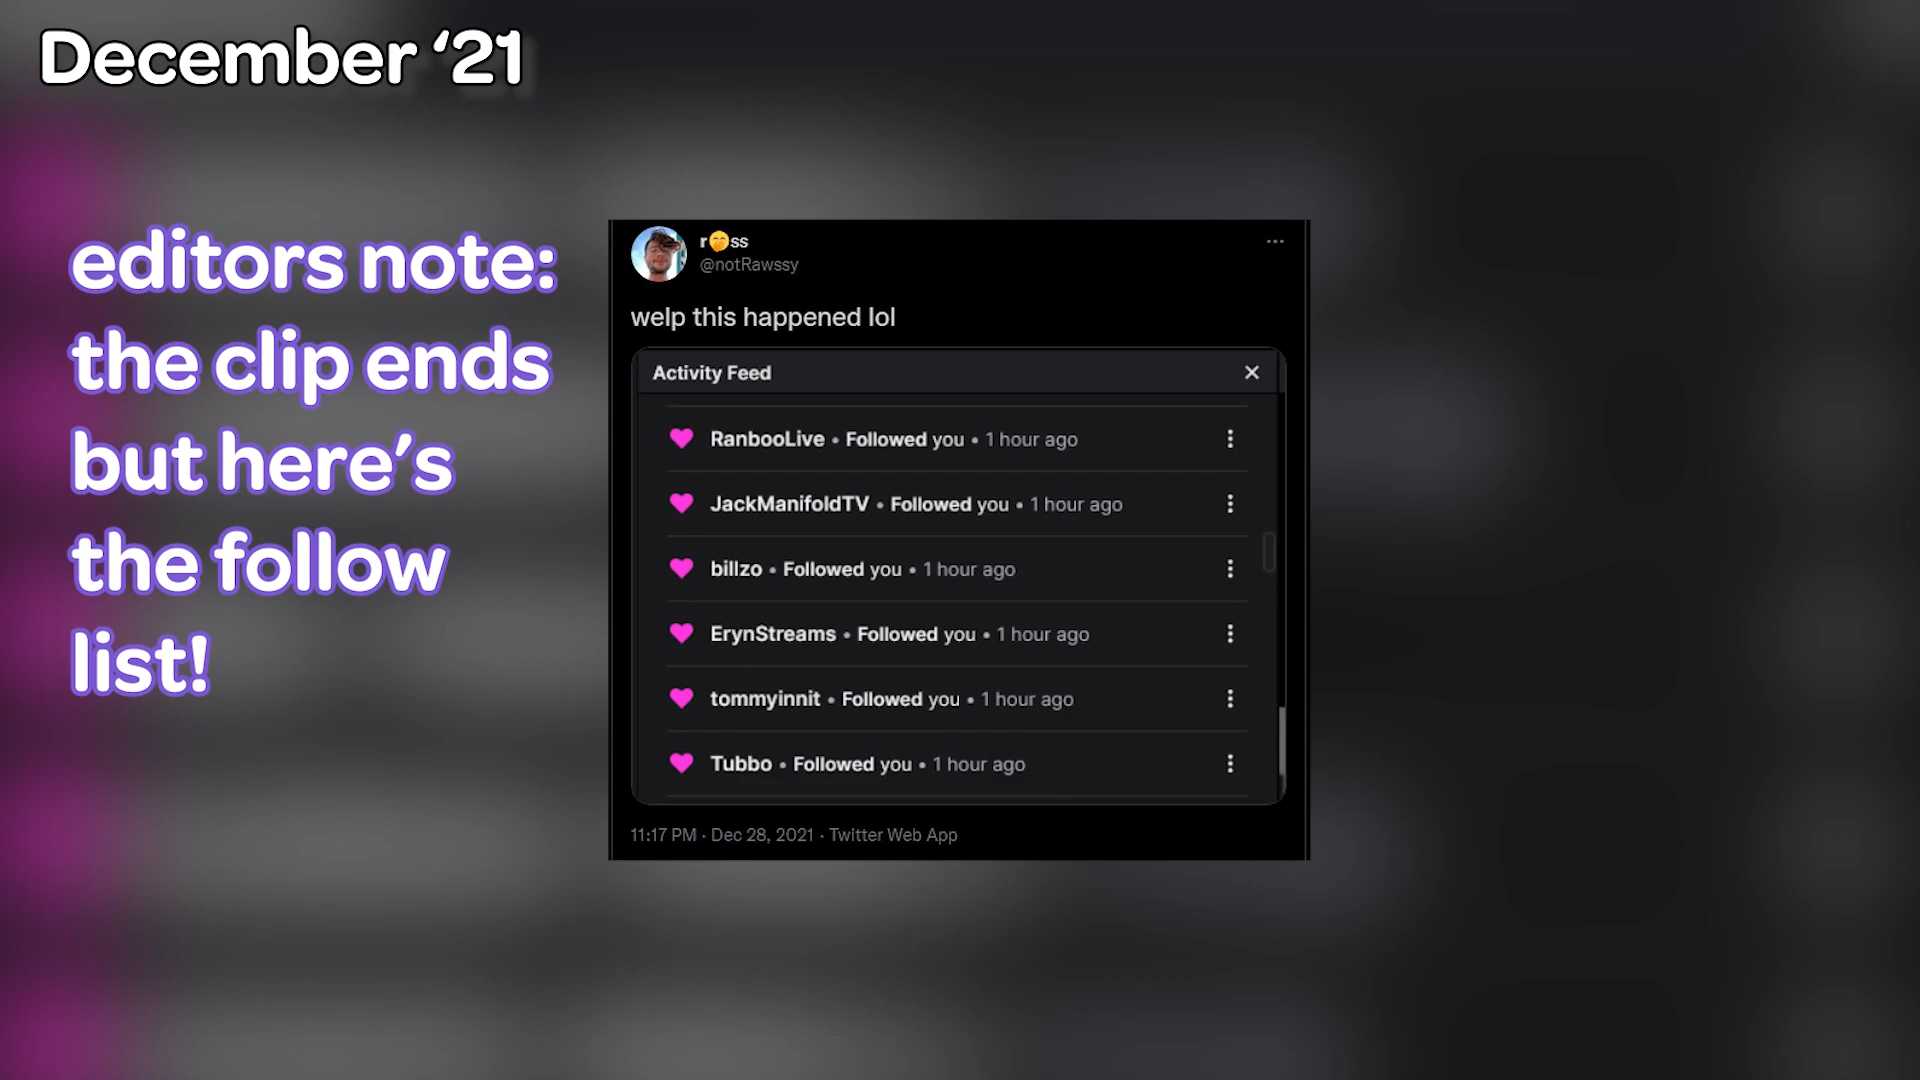 December ‘21
editors note:
the clip ends
but here’s
the follow
list!
r🤭ss
@notRawssy
welp this happened lol
Activity Feed
RanbooLive • Followed you • 1 hour ago
JackManifoldTV • Followed you • 1 hour ago
billzo • Followed you • 1 hour ago
ErynStreams • Followed you • 1 hour ago
tommyinnit • Followed you • 1 hour ago
Tubbo • Followed you • 1 hour ago
11:17 PM · Dec 28, 2021 · Twitter Web App